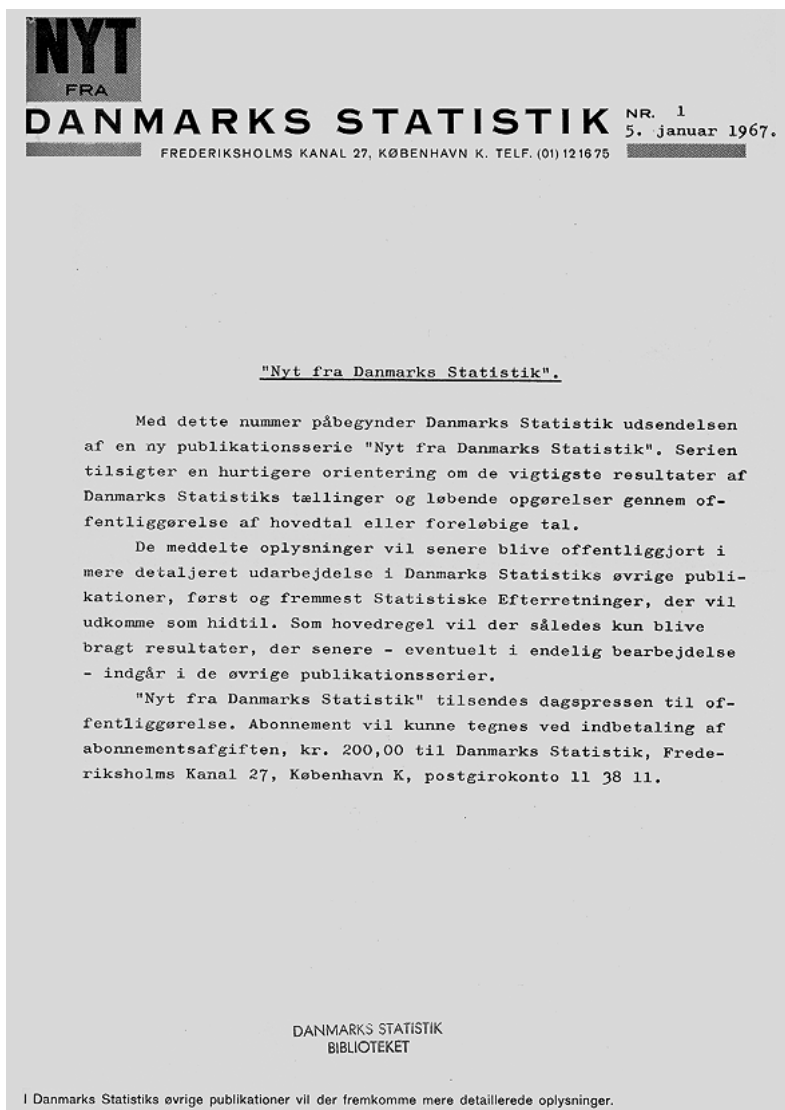 NYT
FRA
DANMARKS STATISTIK
NR. 1
5. januar 1967.
FREDERIKSHOLMS KANAL 27, KØBENHAVN K. TELF. (01) 12 16 75
"Nyt fra Danmarks Statistik".
Med dette nummer påbegynder Danmarks Statistik udsendelsen
af en ny publikationsserie "Nyt fra Danmarks Statistik". Serien
tilsigter en hurtigere orientering om de vigtigste resultater af
Danmarks Statistiks tællinger og løbende opgørelser gennem of-
fentliggørelse af hovedtal eller foreløbige tal.
De meddelte oplysninger vil senere blive offentliggjort i
mere detaljeret udarbejdelse i Danmarks Statistiks øvrige publi-
kationer, først og fremmest Statistiske Efterretninger, der vil
udkomme som hidtil. Som hovedregel vil der således kun blive
bragt resultater, der senere - eventuelt i endelig bearbejdelse
- indgår i de øvrige publikationsserier.
"Nyt fra Danmarks Statistik" tilsendes dagspressen til of-
fentliggørelse. Abonnement vil kunne tegnes ved indbetaling af
abonnementsafgiften, kr. 200,00 til Danmarks Statistik, Frede-
riksholms Kanal 27, København K, postgirokonto 11 38 11.
DANMARKS STATISTIK
BIBLIOTEKET
I Danmarks Statistiks øvrige publikationer vil der fremkomme mere detaillerede oplysninger.